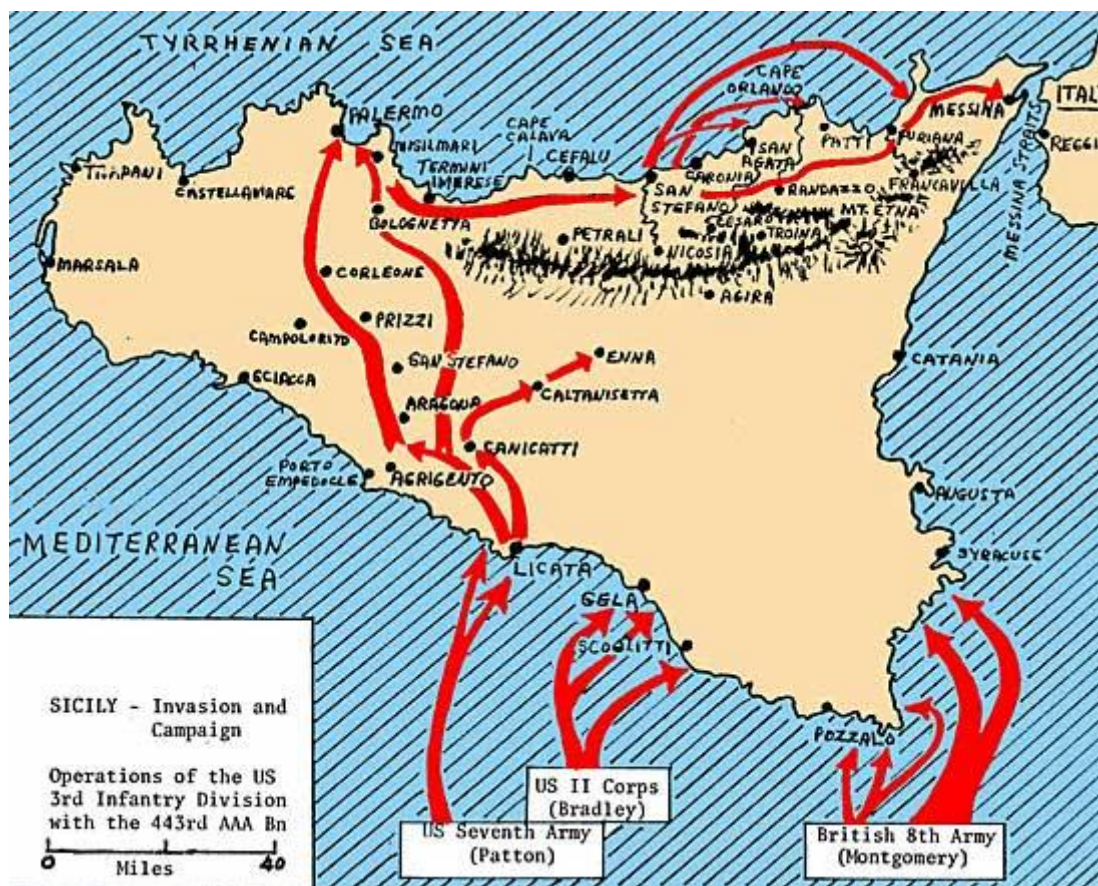 TYRRHENIAN SEA
PALERMO
MISILMARI
CAPE
CALAVA
TERMINI
IMERESE
CEFALU
CAPE
ORLANDO
MESSINA
ITAL
REGGI
MESSINA STRAITS
TRAPANI
CASTELLAMARE
BOLOGNETTA
SAN
STEFANO
CARONIA
SAN
AGATA
PATTI
FURIANA
FRANCAVILLA
RANDAZZO
CESARO
MT. ETNA
TROINA
PETRALI
NICOSIA
AGIRA
MARSALA
CORLEONE
PRIZZI
CAMPOLORITO
SAN STEFANO
ENNA
CATANIA
SCIACCA
CALTANISETTA
ARAGONA
CANICATTI
PORTO
EMPEDOCLE
AGRIGENTO
AUGUSTA
MEDITERRANEAN
SEA
LICATA
SYRACUSE
GELA
SCOGLITTI
POZZALO
SICILY - Invasion and
Campaign
Operations of the US
3rd Infantry Division
with the 443rd AAA Bn
0 40
Miles
US II Corps
(Bradley)
US Seventh Army
(Patton)
British 8th Army
(Montgomery)